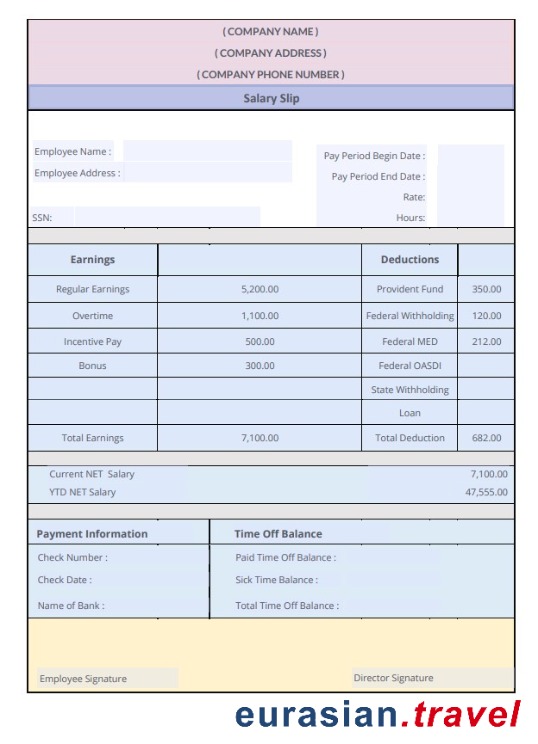 ( COMPANY NAME )
( COMPANY ADDRESS )
( COMPANY PHONE NUMBER )
Salary Slip
Employee Name :
Pay Period Begin Date :
Employee Address :
Pay Period End Date :
Rate:
SSN:
Hours:
Earnings Deductions
Regular Earnings 5,200.00 Provident Fund 350.00
Overtime 1,100.00 Federal Withholding 120.00
Incentive Pay 500.00 Federal MED 212.00
Bonus 300.00 Federal OASDI
State Withholding
Loan
Total Earnings 7,100.00 Total Deduction 682.00
Current NET Salary 7,100.00
YTD NET Salary 47,555.00
Payment Information Time Off Balance
Check Number : Paid Time Off Balance :
Check Date : Sick Time Balance :
Name of Bank : Total Time Off Balance :
Employee Signature Director Signature
eurasian.travel